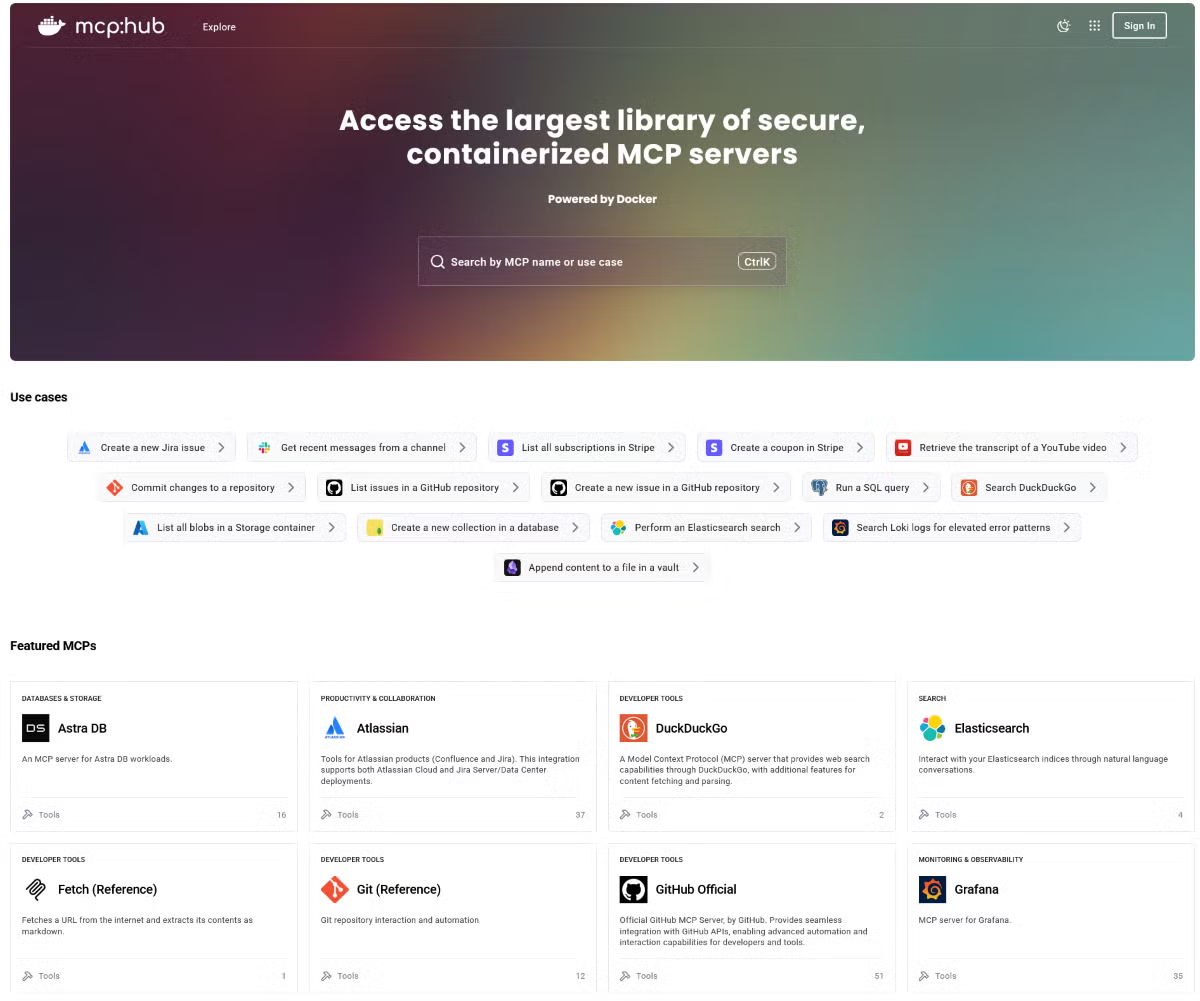 mcp:hub
Explore
Sign In
Access the largest library of secure,
containerized MCP servers
Powered by Docker
Search by MCP name or use case
CtrlK
Use cases
Create a new Jira issue
Get recent messages from a channel
S
List all subscriptions in Stripe
S
Create a coupon in Stripe
Retrieve the transcript of a YouTube video
Commit changes to a repository
List issues in a GitHub repository
Create a new issue in a GitHub repository
Run a SQL query
Search DuckDuckGo
List all blobs in a Storage container
Create a new collection in a database
Perform an Elasticsearch search
Search Loki logs for elevated error patterns
Append content to a file in a vault
Featured MCPs
DATABASES & STORAGE
DS
Astra DB
An MCP server for Astra DB workloads.
Tools
16
PRODUCTIVITY & COLLABORATION
ATLASSIAN
Atlassian
Tools for Atlassian products (Confluence and Jira). This integration
supports both Atlassian Cloud and Jira Server/Data Center
deployments.
Tools
37
DEVELOPER TOOLS
DuckDuckGo
A Model Context Protocol (MCP) server that provides web search
capabilities through DuckDuckGo, with additional features for
content fetching and parsing.
Tools
2
SEARCH
Elasticsearch
Interact with your Elasticsearch indices through natural language
conversations.
Tools
4
DEVELOPER TOOLS
Fetch (Reference)
Fetches a URL from the internet and extracts its contents as
markdown.
Tools
1
DEVELOPER TOOLS
Git (Reference)
Git repository interaction and automation.
Tools
12
DEVELOPER TOOLS
GitHub Official
Official GitHub MCP Server, by GitHub. Provides seamless
integration with GitHub APIs, enabling advanced automation and
interaction capabilities for developers and tools.
Tools
51
MONITORING & OBSERVABILITY
Grafana
MCP server for Grafana.
Tools
35